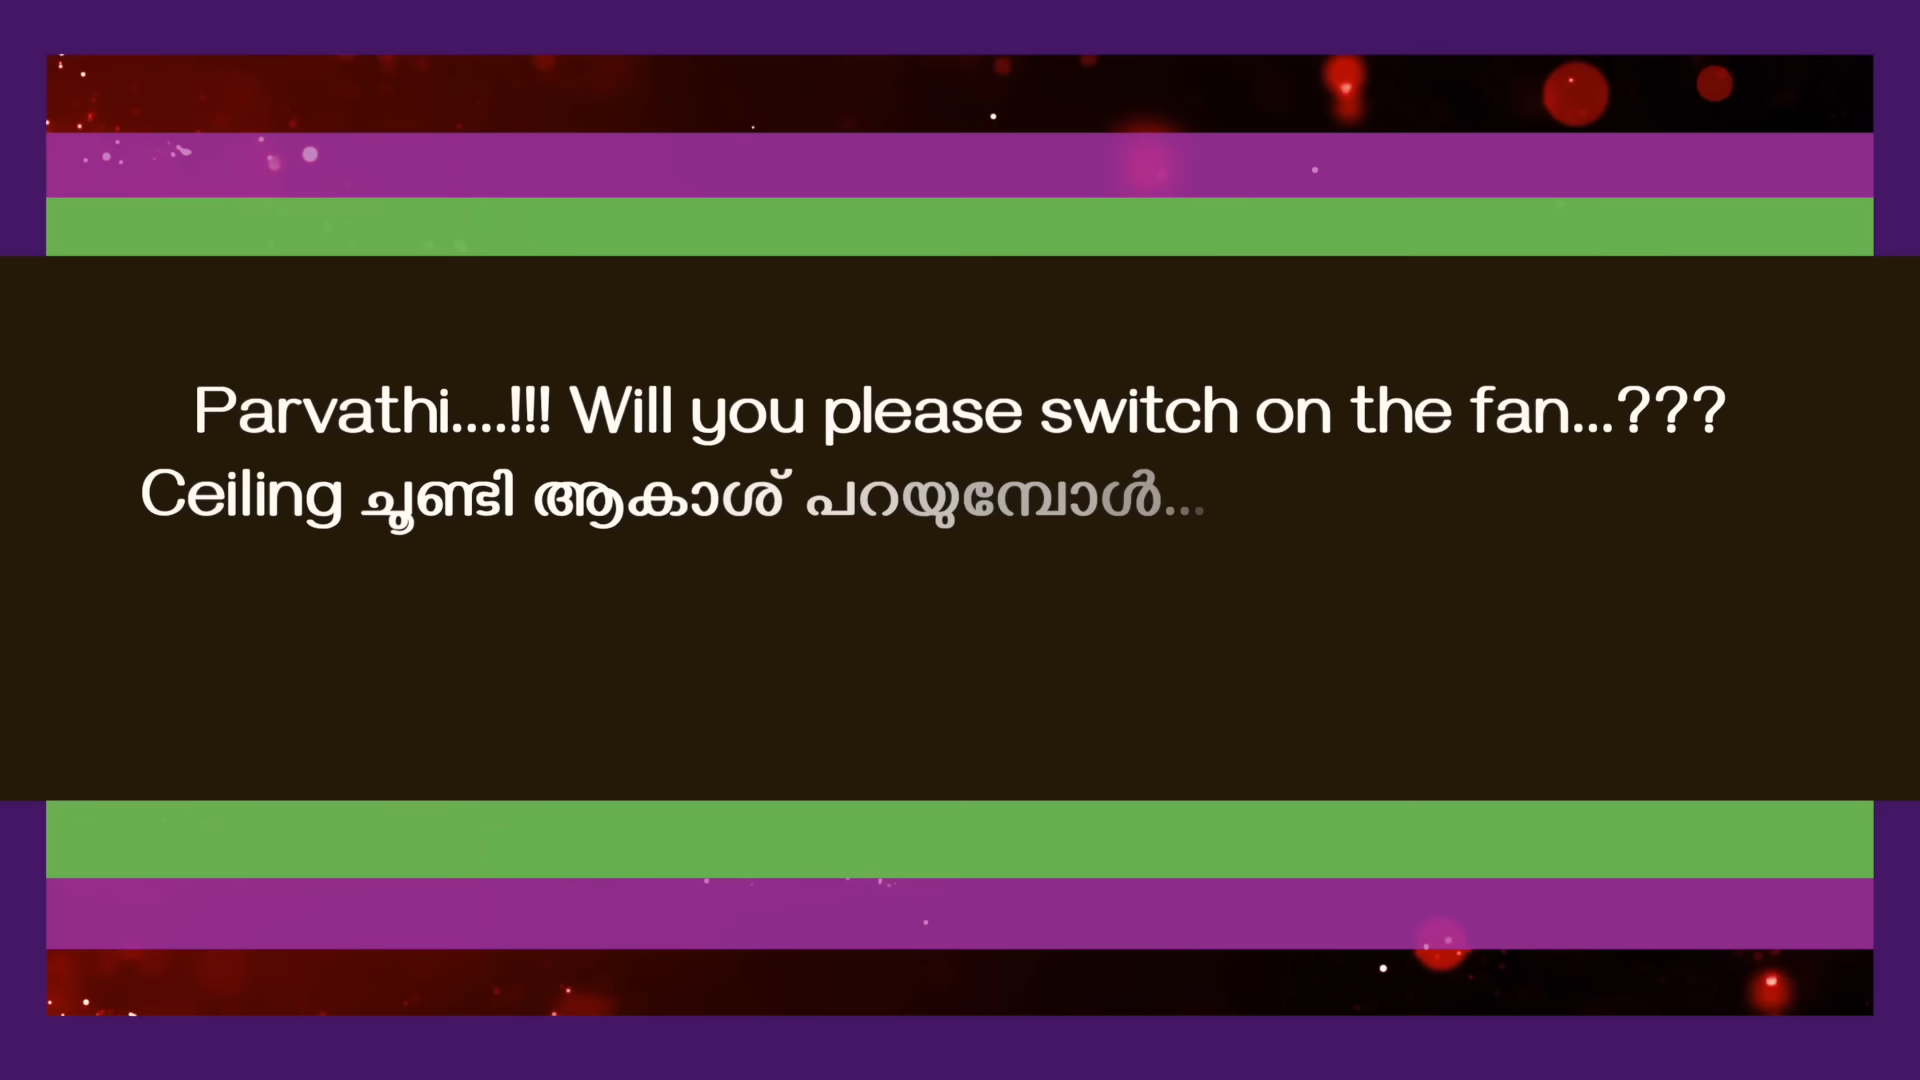 Parvathi....!!! Will you please switch on the fan...???
Ceiling ചൂണ്ടി ആകാശ് പറയുമ്പോൾ...